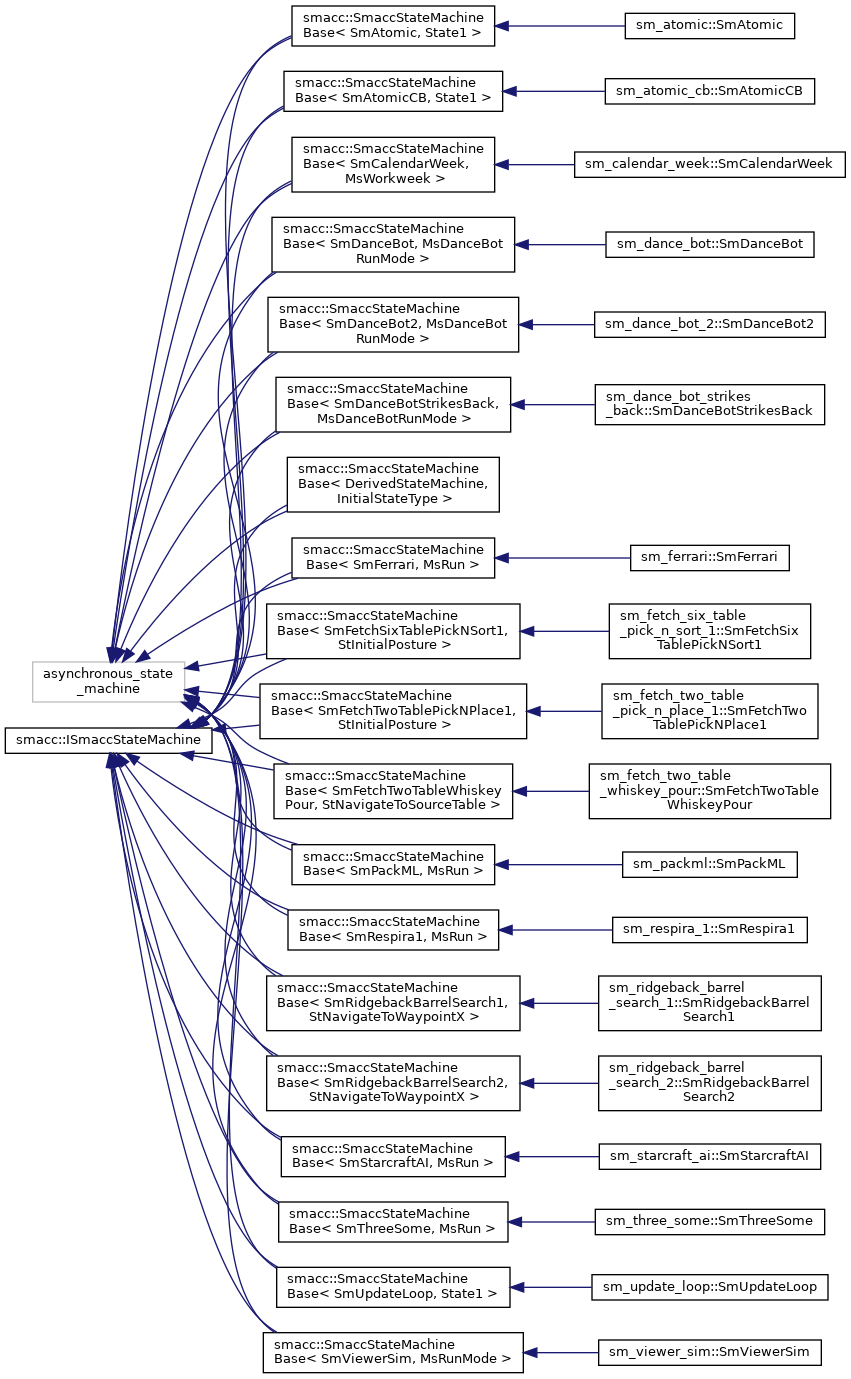 smacc::SmaccStateMachine
Base< SmAtomic, State1 >
sm_atomic::SmAtomic
smacc::SmaccStateMachine
Base< SmAtomicCB, State1 >
sm_atomic_cb::SmAtomicCB
smacc::SmaccStateMachine
Base< SmCalendarWeek,
MsWorkweek >
sm_calendar_week::SmCalendarWeek
smacc::SmaccStateMachine
Base< SmDanceBot, MsDanceBot
RunMode >
sm_dance_bot::SmDanceBot
smacc::SmaccStateMachine
Base< SmDanceBot2, MsDanceBot
RunMode >
sm_dance_bot_2::SmDanceBot2
smacc::SmaccStateMachine
Base< SmDanceBotStrikesBack,
MsDanceBotRunMode >
sm_dance_bot_strikes
_back::SmDanceBotStrikesBack
smacc::SmaccStateMachine
Base< DerivedStateMachine,
InitialStateType >
smacc::SmaccStateMachine
Base< SmFerrari, MsRun >
sm_ferrari::SmFerrari
smacc::SmaccStateMachine
Base< SmFetchSixTablePickNSort1,
StInitialPosture >
sm_fetch_six_table
_pick_n_sort_1::SmFetchSix
TablePickNSort1
asynchronous_state
_machine
smacc::SmaccStateMachine
Base< SmFetchTwoTablePickNPlace1,
StInitialPosture >
sm_fetch_two_table
_pick_n_place_1::SmFetchTwo
TablePickNPlace1
smacc::ISmaccStateMachine
smacc::SmaccStateMachine
Base< SmFetchTwoTableWhiskey
Pour, StNavigateToSourceTable >
sm_fetch_two_table
_whiskey_pour::SmFetchTwoTable
WhiskeyPour
smacc::SmaccStateMachine
Base< SmPackML, MsRun >
sm_packml::SmPackML
smacc::SmaccStateMachine
Base< SmRespira1, MsRun >
sm_respira_1::SmRespira1
smacc::SmaccStateMachine
Base< SmRidgebackBarrelSearch1,
StNavigateToWaypointX >
sm_ridgeback_barrel
_search_1::SmRidgebackBarrel
Search1
smacc::SmaccStateMachine
Base< SmRidgebackBarrelSearch2,
StNavigateToWaypointX >
sm_ridgeback_barrel
_search_2::SmRidgebackBarrel
Search2
smacc::SmaccStateMachine
Base< SmStarcraftAI, MsRun >
sm_starcraft_ai::SmStarcraftAI
smacc::SmaccStateMachine
Base< SmThreeSome, MsRun >
sm_three_some::SmThreeSome
smacc::SmaccStateMachine
Base< SmUpdateLoop, State1 >
sm_update_loop::SmUpdateLoop
smacc::SmaccStateMachine
Base< SmViewerSim, MsRunMode >
sm_viewer_sim::SmViewerSim